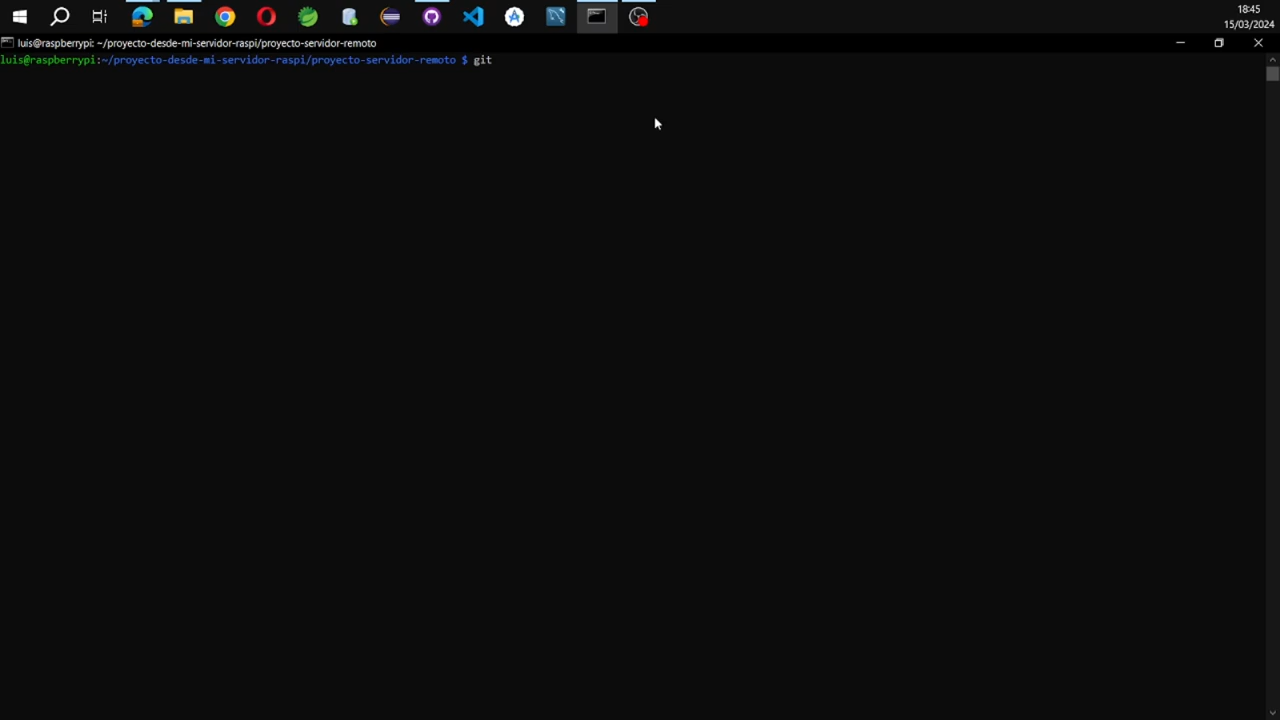 18:45
15/03/2024
luis@raspberrypi: ~/proyecto-desde-mi-servidor-raspi/proyecto-servidor-remoto
luis@raspberrypi:~/proyecto-desde-mi-servidor-raspi/proyecto-servidor-remoto $ git